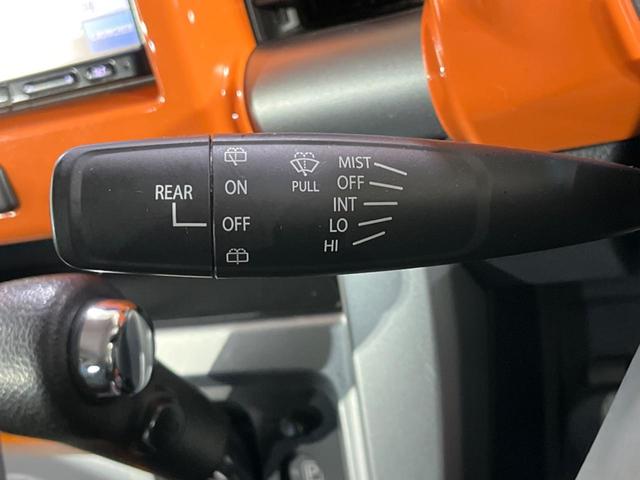 REAR
ON
OFF
PULL
MIST
OFF
INT
LO
HI